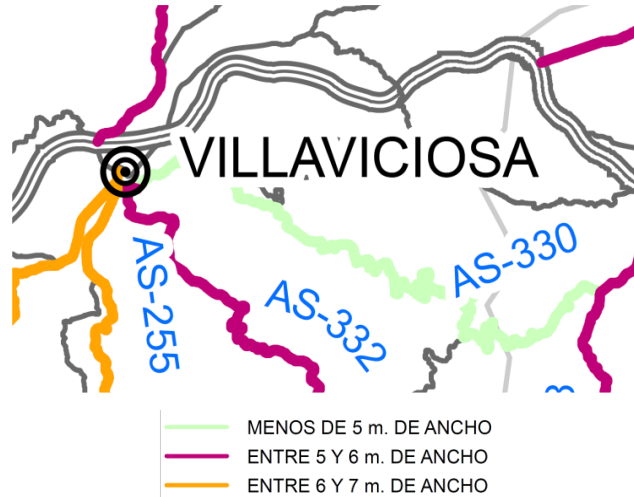 VILLAVICIOSA
AS-330
AS-255
AS-332
MENOS DE 5 m. DE ANCHO
ENTRE 5 Y 6 m. DE ANCHO
ENTRE 6 Y 7 m. DE ANCHO